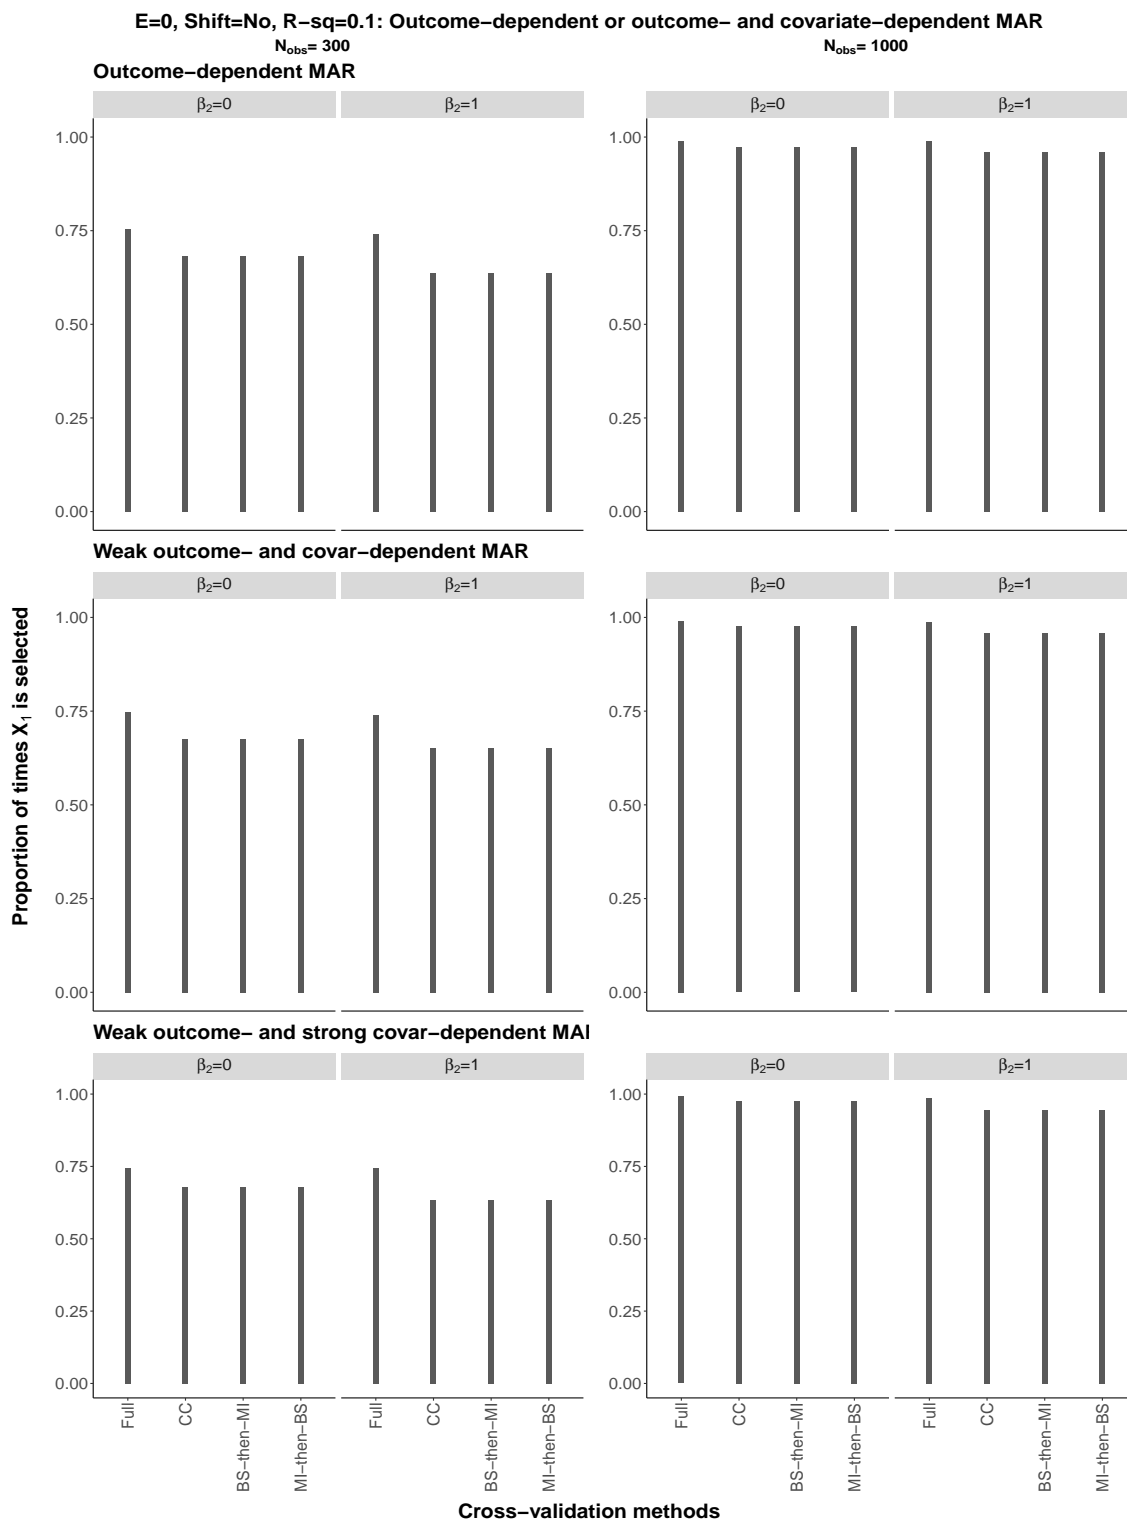 E=0, Shift=No, R−sq=0.1: Outcome−dependent or outcome− and covariate−dependent MAR
N_obs= 300 N_obs= 1000
Outcome−dependent MAR
β₂=0 β₂=1 β₂=0 β₂=1
1.00 1.00
0.75 0.75
0.50 0.50
0.25 0.25
0.00 0.00
Weak outcome− and covar−dependent MAR
β₂=0 β₂=1 β₂=0 β₂=1
1.00 1.00
0.75 0.75
0.50 0.50
0.25 0.25
0.00 0.00
Proportion of times X₁ is selected
Weak outcome− and strong covar−dependent MA
β₂=0 β₂=1 β₂=0 β₂=1
1.00 1.00
0.75 0.75
0.50 0.50
0.25 0.25
0.00 0.00
Full CC BS−then−MI MI−then−BS Full CC BS−then−MI MI−then−BS Full CC BS−then−MI MI−then−BS Full CC BS−then−MI MI−then−BS
Cross−validation methods